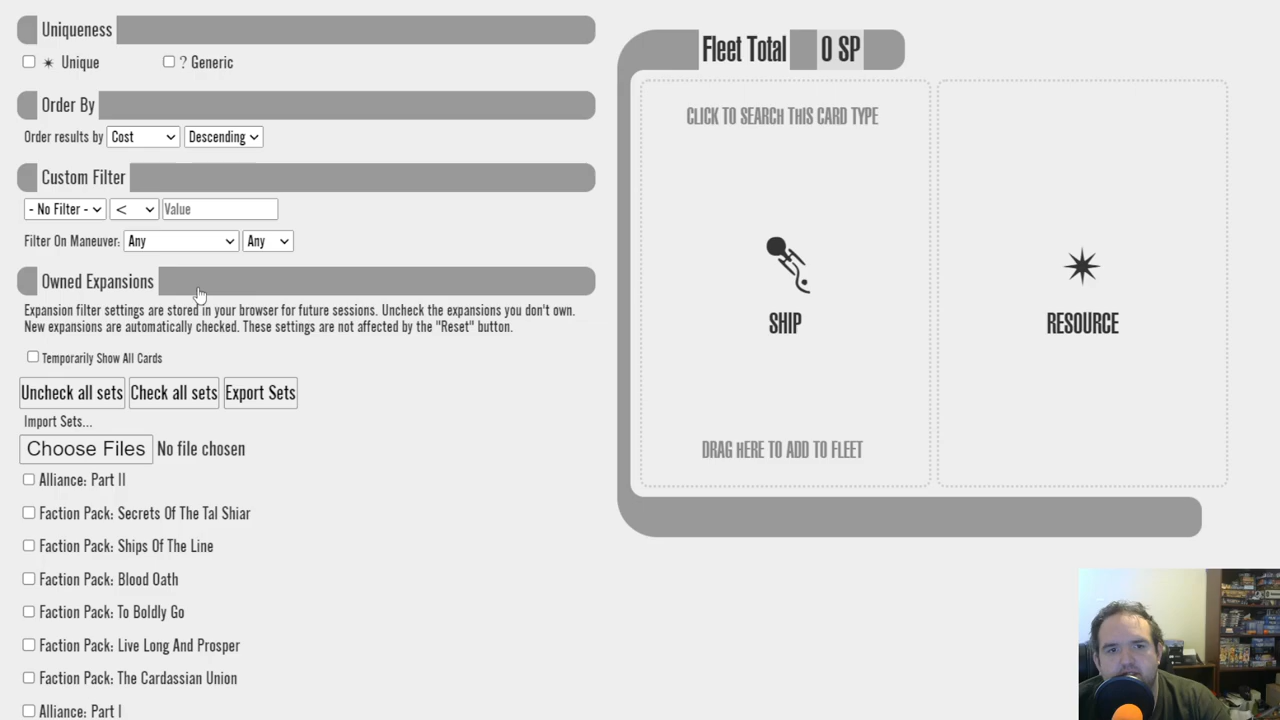 Uniqueness
Unique
? Generic
Order By
Order results by Cost Descending
Custom Filter
- No Filter - < Value
Filter On Maneuver: Any Any
Owned Expansions
Expansion filter settings are stored in your browser for future sessions. Uncheck the expansions you don't own.
New expansions are automatically checked. These settings are not affected by the "Reset" button.
Temporarily Show All Cards
Uncheck all sets Check all sets Export Sets
Import Sets...
Choose Files No file chosen
Alliance: Part II
Faction Pack: Secrets Of The Tal Shiar
Faction Pack: Ships Of The Line
Faction Pack: Blood Oath
Faction Pack: To Boldly Go
Faction Pack: Live Long And Prosper
Faction Pack: The Cardassian Union
Alliance: Part I
Fleet Total 0 SP
CLICK TO SEARCH THIS CARD TYPE
SHIP
DRAG HERE TO ADD TO FLEET
RESOURCE